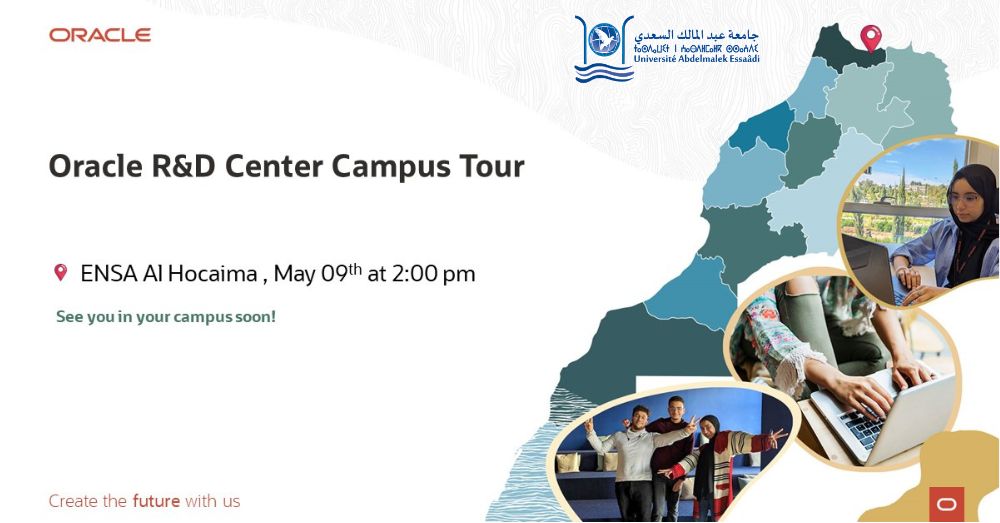 ORACLE
جامعة عبد المالك السعدي
Université Abdelmalek Essaâdi
Oracle R&D Center Campus Tour
ENSA Al Hocaima , May 09th at 2:00 pm
See you in your campus soon!
Create the future with us